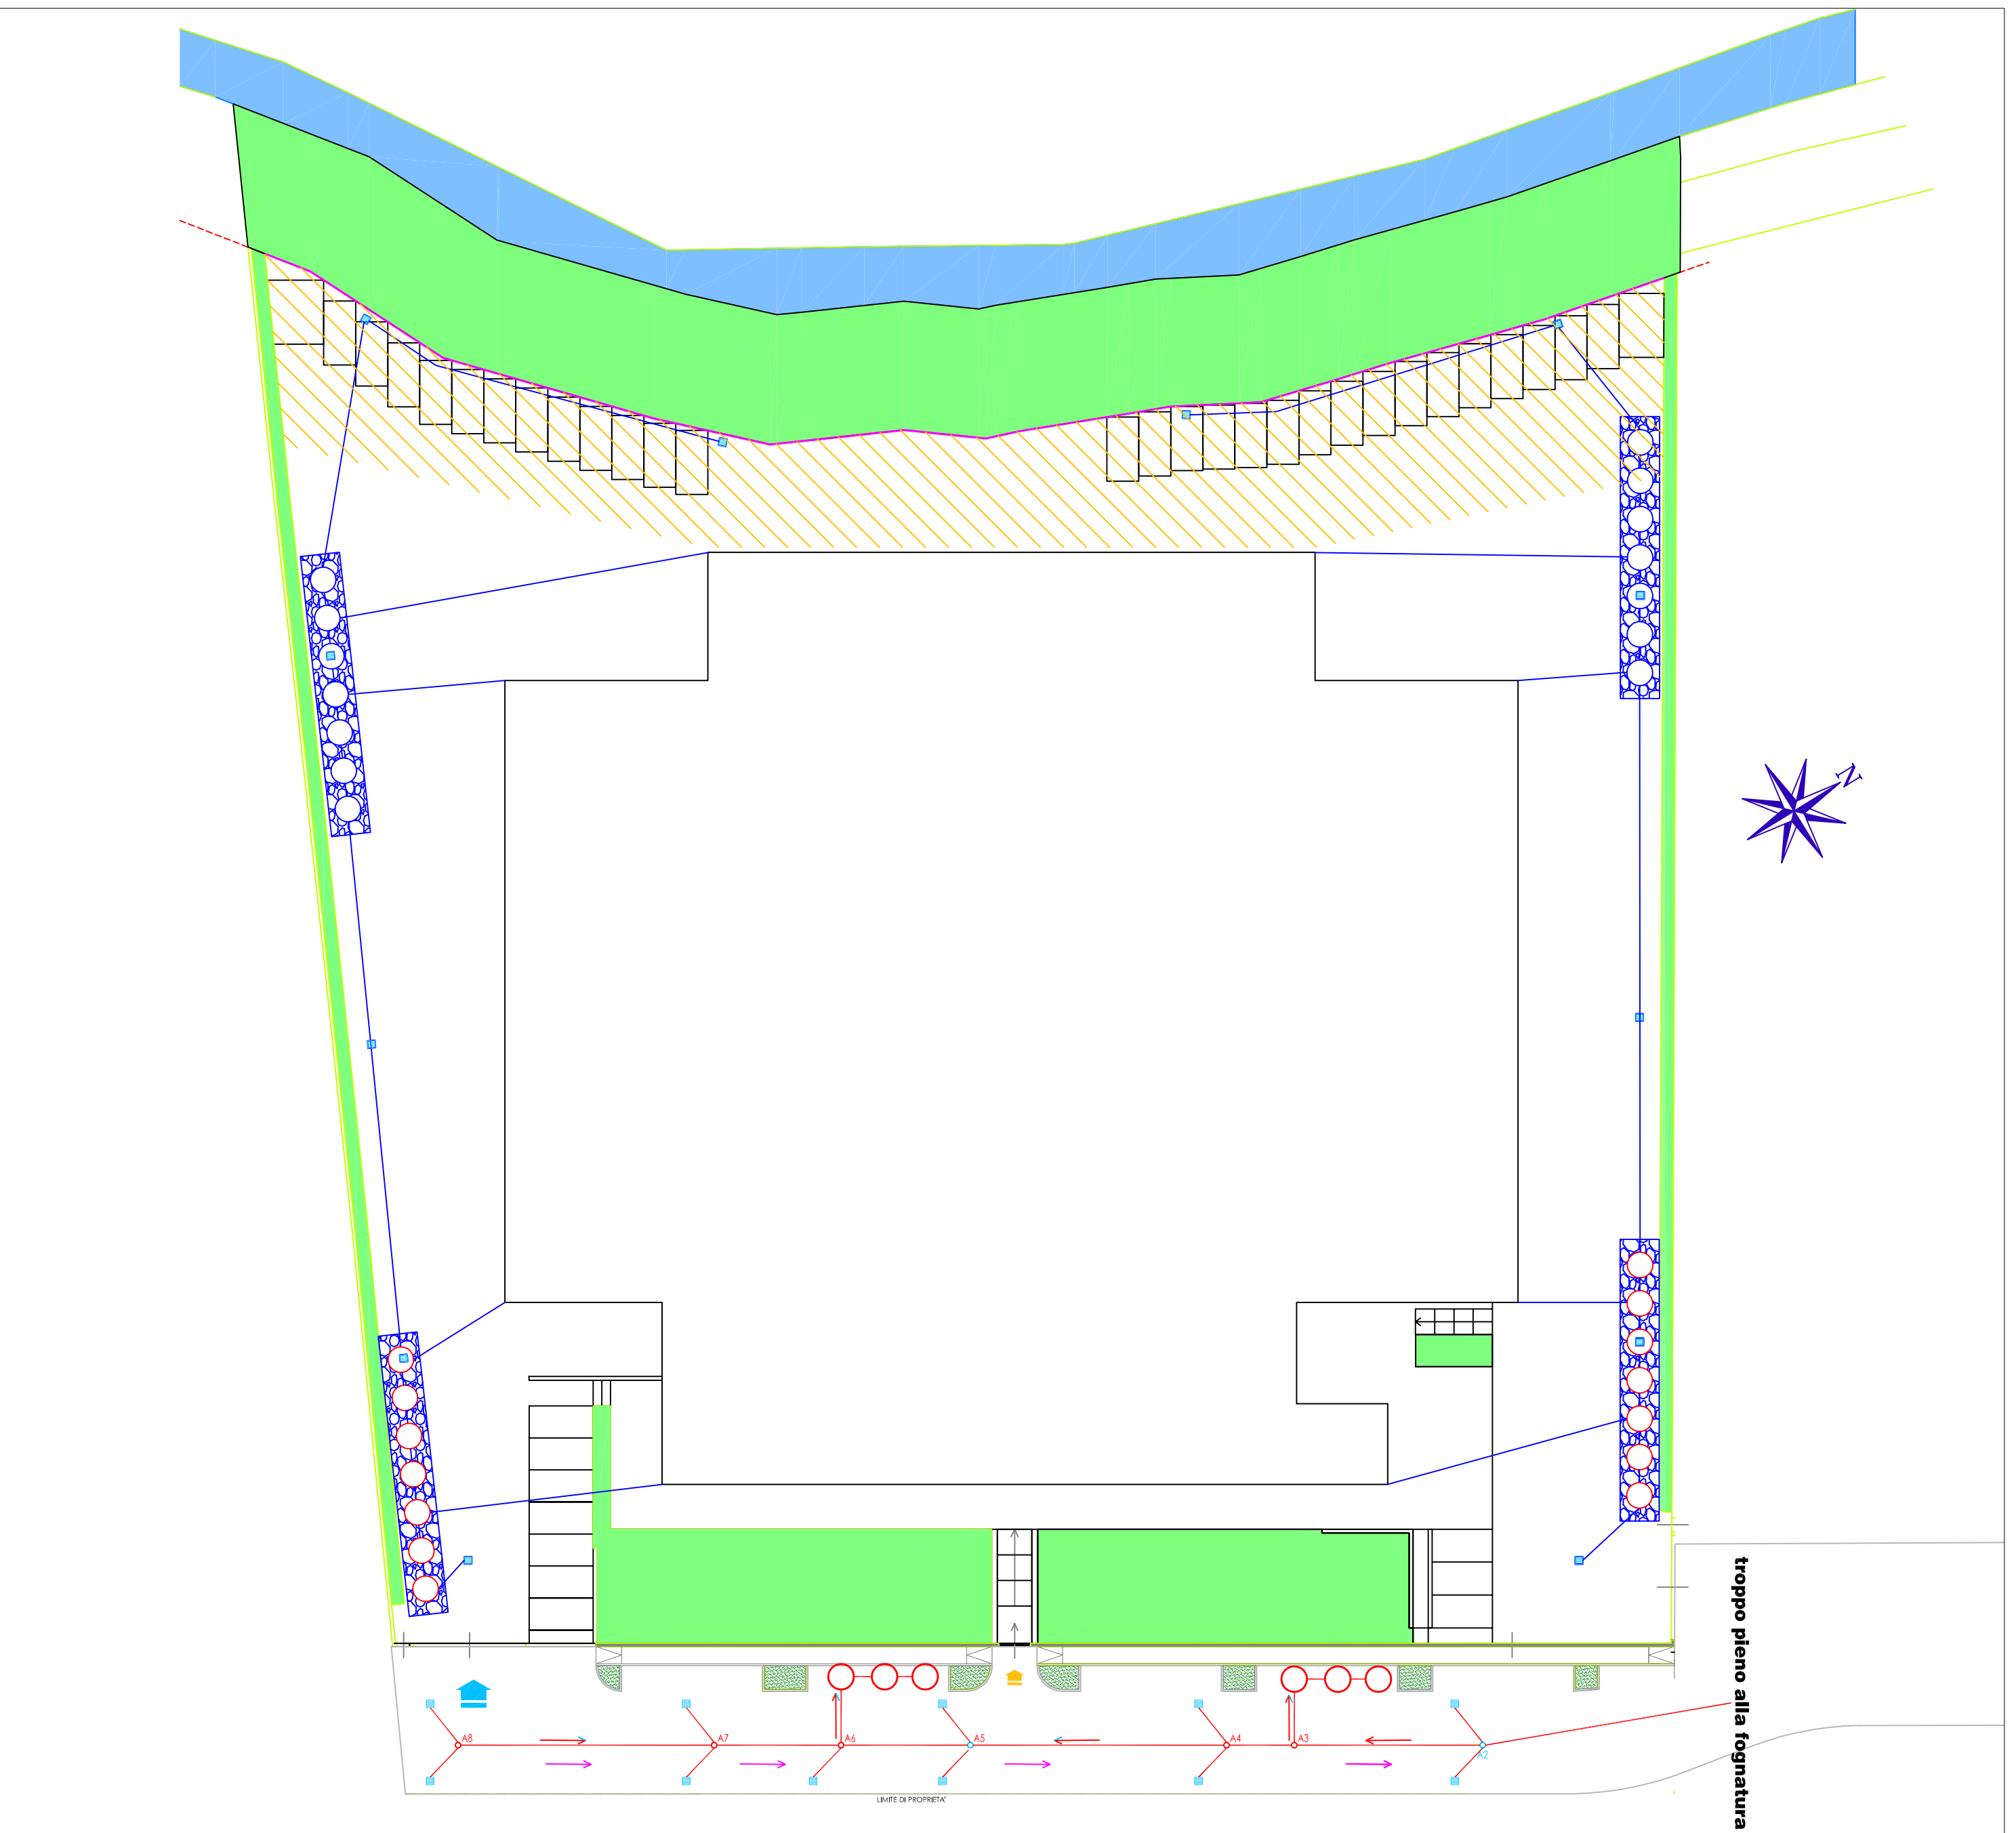 N
troppo pieno alla fognatura
A8
A7
A6
A5
A4
A3
A2
LIMITE DI PROPRIETA'